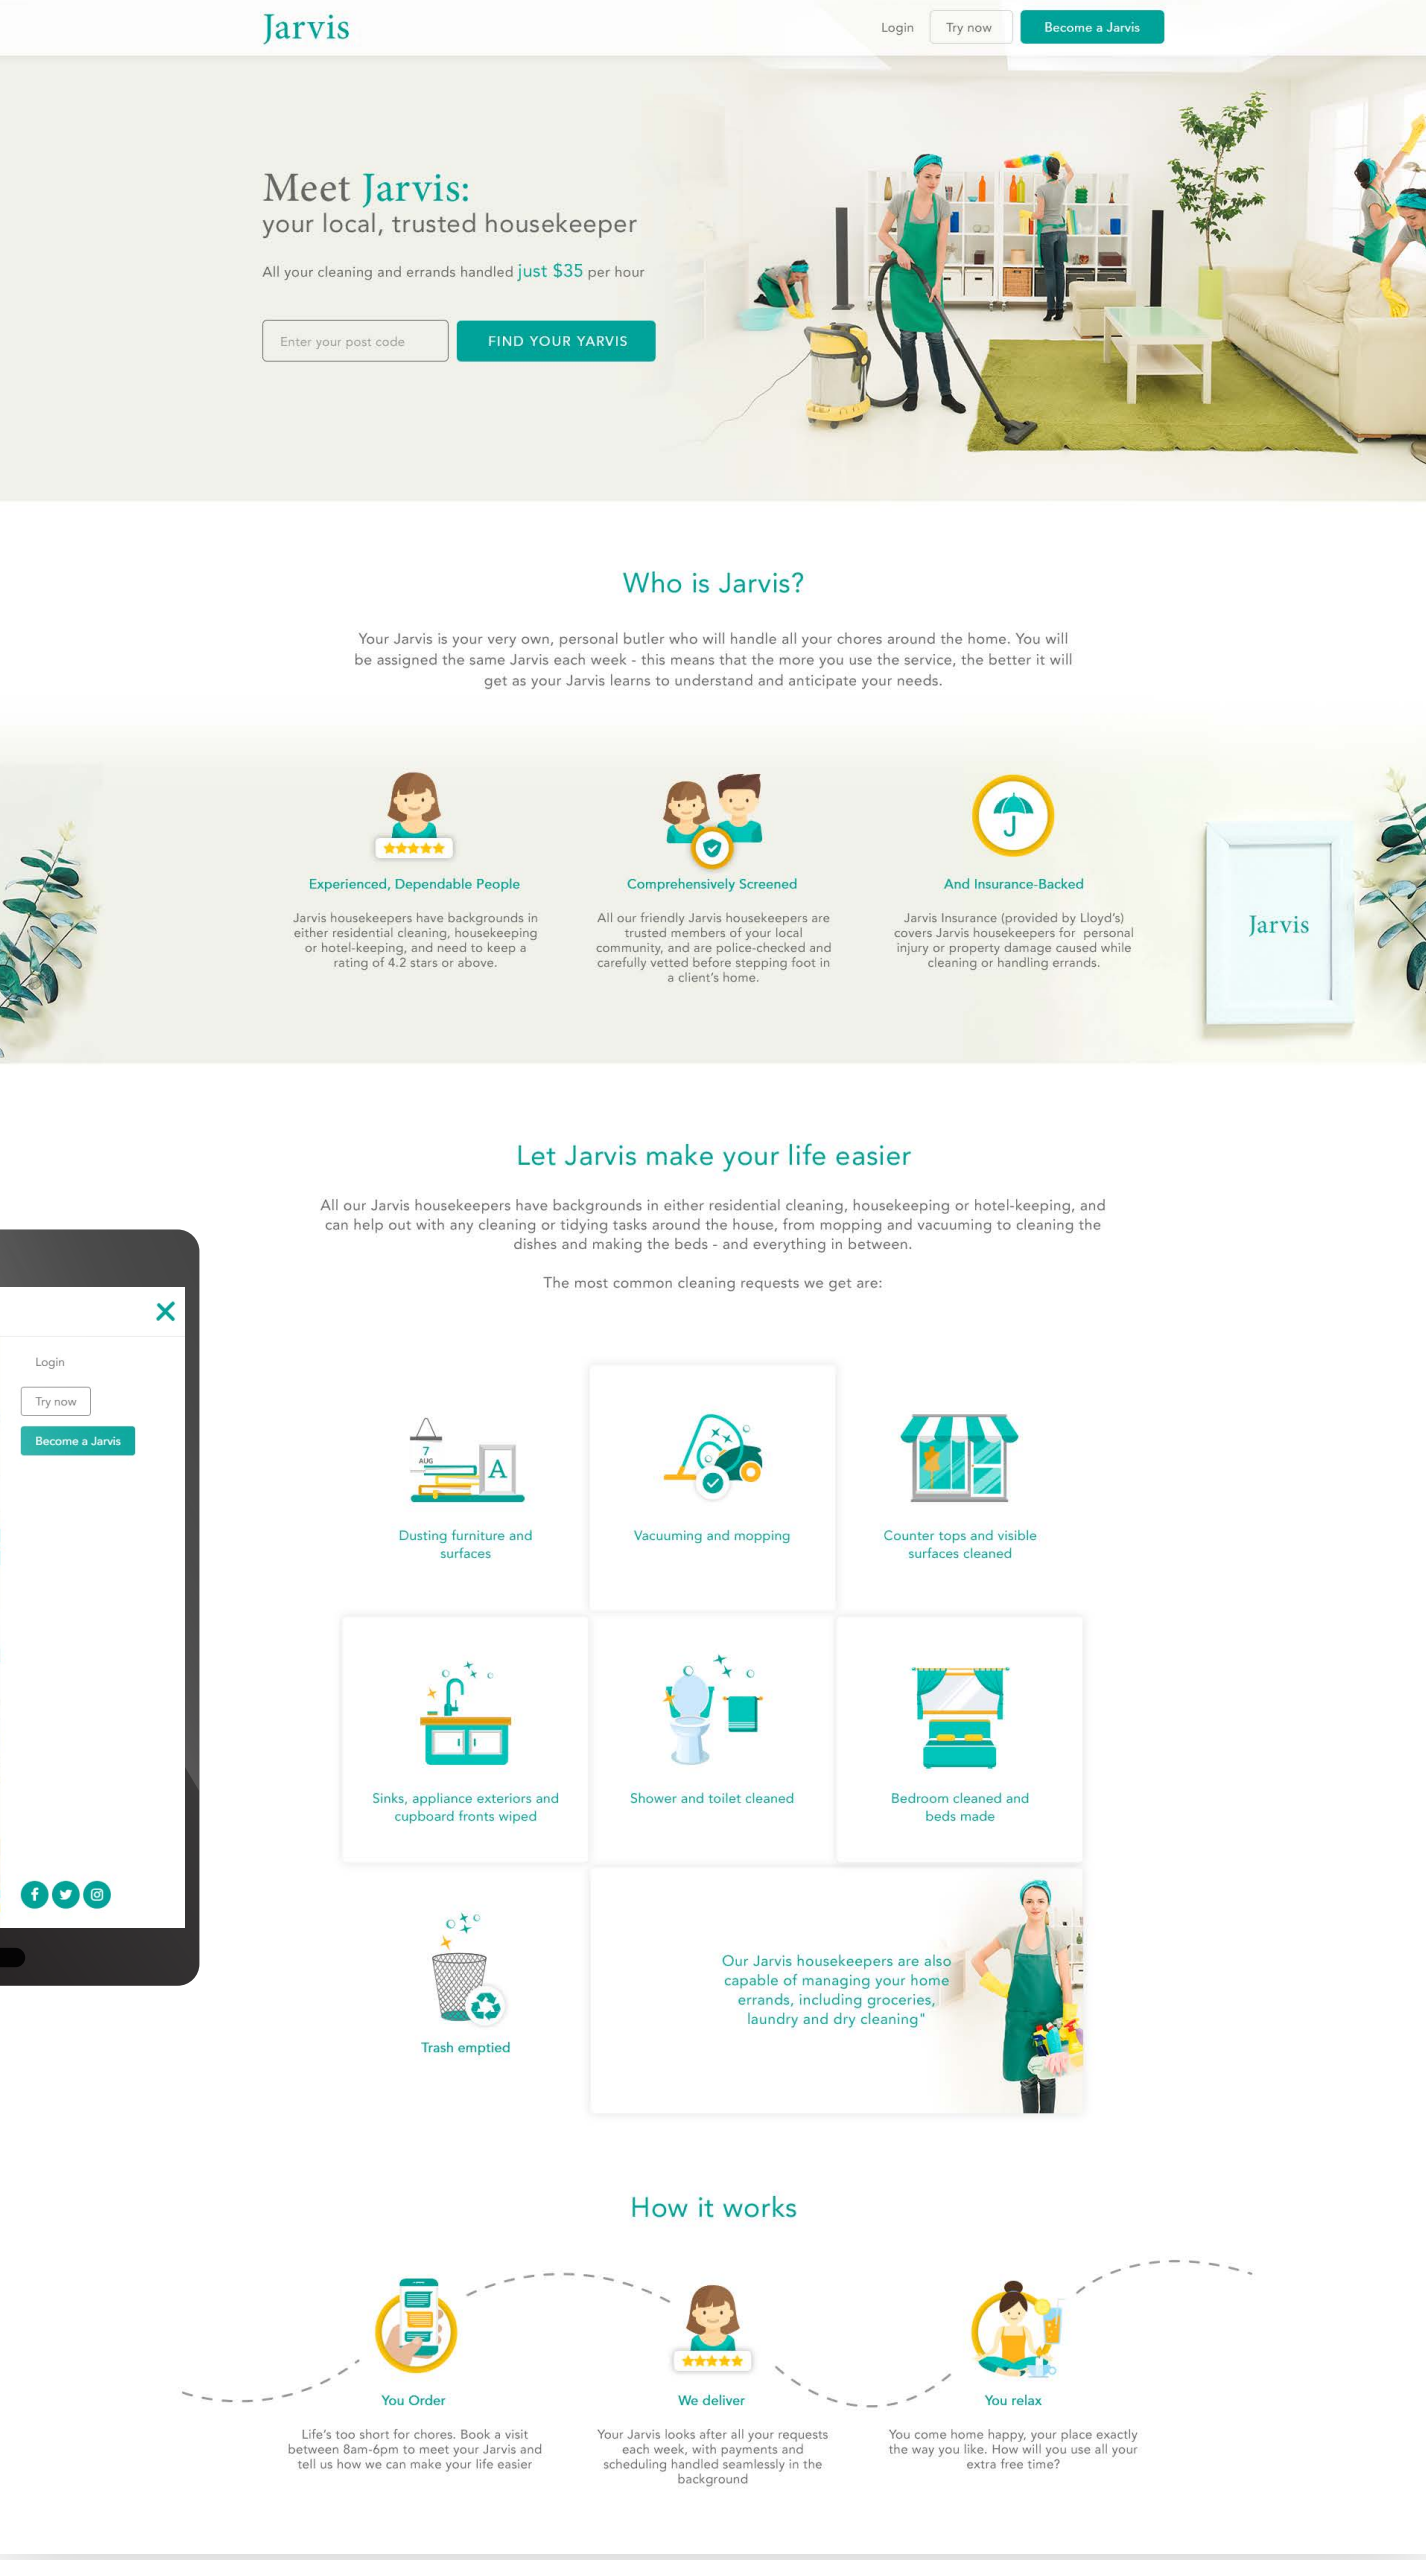 Jarvis
Login
Try now
Become a Jarvis
Meet Jarvis:
your local, trusted housekeeper
All your cleaning and errands handled just $35 per hour
Enter your post code
FIND YOUR YARVIS
Who is Jarvis?
Your Jarvis is your very own, personal butler who will handle all your chores around the home. You will
be assigned the same Jarvis each week - this means that the more you use the service, the better it will
get as your Jarvis learns to understand and anticipate your needs.
Experienced, Dependable People
Jarvis housekeepers have backgrounds in
either residential cleaning, housekeeping
or hotel-keeping, and need to keep a
rating of 4.2 stars or above.
Comprehensively Screened
All our friendly Jarvis housekeepers are
trusted members of your local
community, and are police-checked and
carefully vetted before stepping foot in
a client's home.
J
And Insurance-Backed
Jarvis Insurance (provided by Lloyd's)
covers Jarvis housekeepers for personal
injury or property damage caused while
cleaning or handling errands.
Jarvis
Let Jarvis make your life easier
All our Jarvis housekeepers have backgrounds in either residential cleaning, housekeeping or hotel-keeping, and
can help out with any cleaning or tidying tasks around the house, from mopping and vacuuming to cleaning the
dishes and making the beds - and everything in between.
The most common cleaning requests we get are:
Login
Try now
Become a Jarvis
7
AUG
A
Dusting furniture and
surfaces
Vacuuming and mopping
Counter tops and visible
surfaces cleaned
Sinks, appliance exteriors and
cupboard fronts wiped
Shower and toilet cleaned
Bedroom cleaned and
beds made
Trash emptied
Our Jarvis housekeepers are also
capable of managing your home
errands, including groceries,
laundry and dry cleaning"
How it works
You Order
Life's too short for chores. Book a visit
between 8am-6pm to meet your Jarvis and
tell us how we can make your life easier
We deliver
Your Jarvis looks after all your requests
each week, with payments and
scheduling handled seamlessly in the
background
You relax
You come home happy, your place exactly
the way you like. How will you use all your
extra free time?